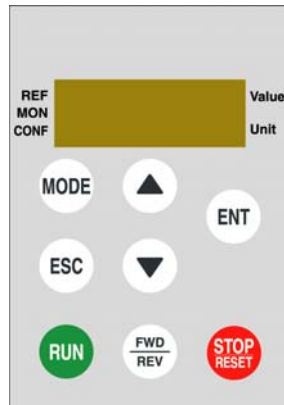 REF
MON
CONF
Value
Unit
MODE
ENT
ESC
RUN
FWD
REV
STOP
RESET